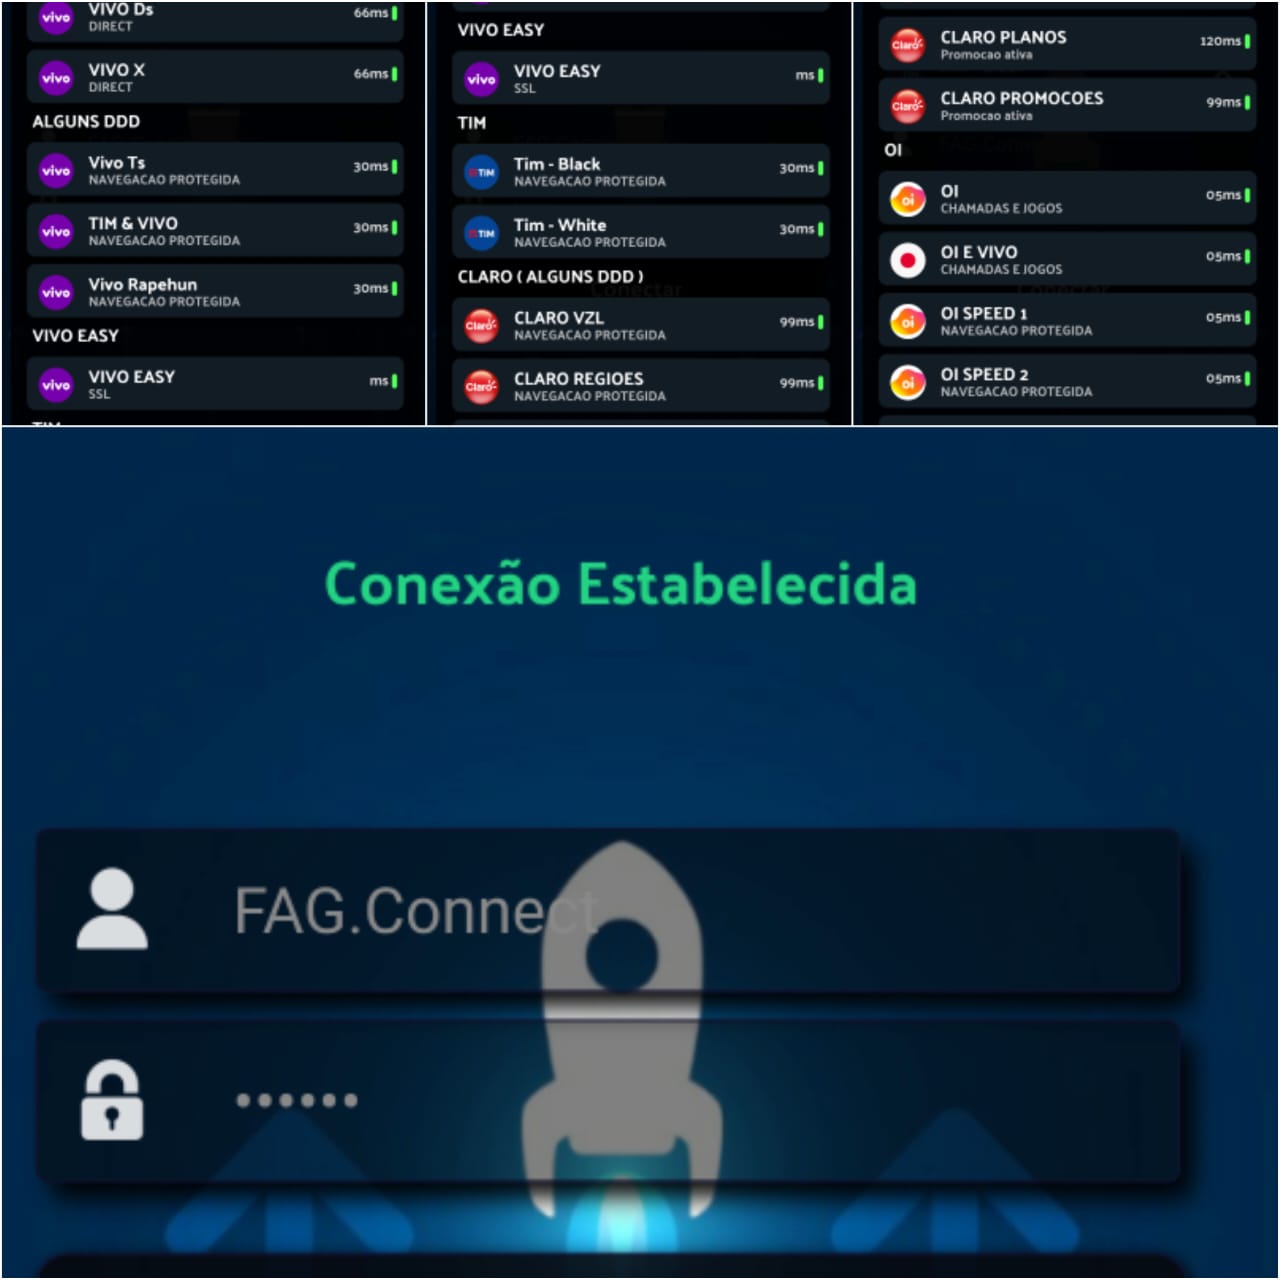 VIVO Ds
66ms
DIRECT
vivo
VIVO X
66ms
DIRECT
vivo
ALGUNS DDD
Vivo Ts
30ms
NAVEGACAO PROTEGIDA
vivo
TIM & VIVO
30ms
NAVEGACAO PROTEGIDA
vivo
Vivo Rapehun
30ms
NAVEGACAO PROTEGIDA
vivo
VIVO EASY
VIVO EASY
ms
SSL
vivo
TIM
VIVO EASY
VIVO EASY
ms
SSL
vivo
TIM
Tim - Black
30ms
NAVEGACAO PROTEGIDA
TIM
Tim - White
30ms
NAVEGACAO PROTEGIDA
TIM
CLARO ( ALGUNS DDD )
Conectar
CLARO VZL
99ms
NAVEGACAO PROTEGIDA
Claro
CLARO REGIOES
99ms
NAVEGACAO PROTEGIDA
Claro
CLARO PLANOS
120ms
Promocao ativa
Claro
CLARO PROMOCOES
99ms
Promocao ativa
Claro
OI
OI
05ms
CHAMADAS E JOGOS
oi
OI E VIVO
05ms
CHAMADAS E JOGOS
Conectar
OI SPEED 1
05ms
NAVEGACAO PROTEGIDA
oi
OI SPEED 2
05ms
NAVEGACAO PROTEGIDA
oi
Conexão Estabelecida
FAG.Connect